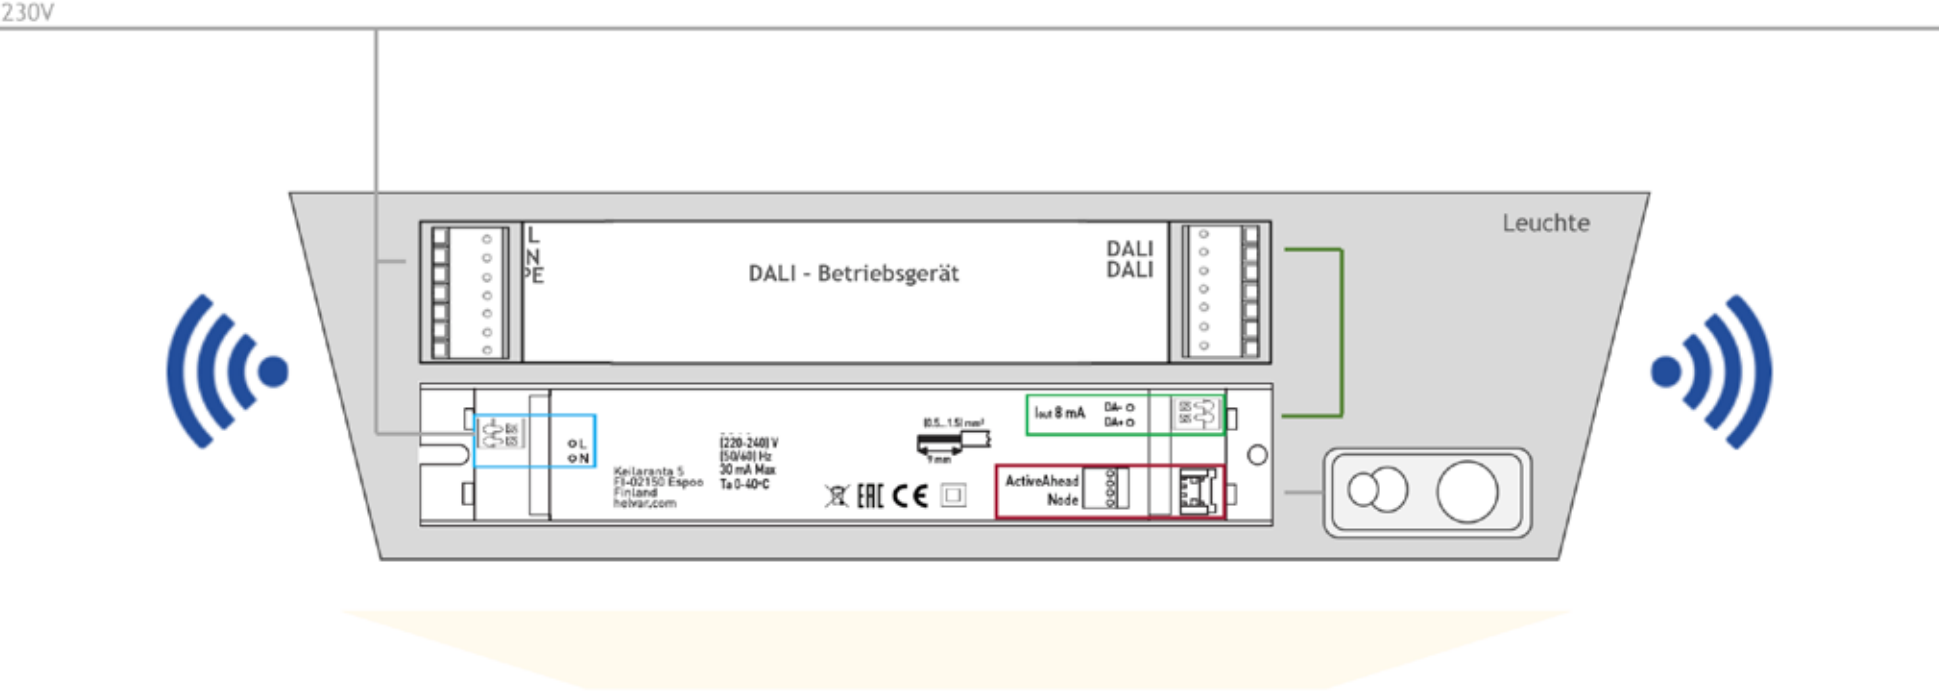 230V
Leuchte
L
N
PE
DALI - Betriebsgerät
DALI
DALI
Iout 8 mA
DA-
DA+
(0.5...1.5) mm²
9 mm
L
N
(220-240) V
(50/60) Hz
30 mA Max
Ta 0-40°C
Keilaranta 5
FI-02150 Espoo
Finland
helvar.com
EAC CE
ActiveAhead
Node